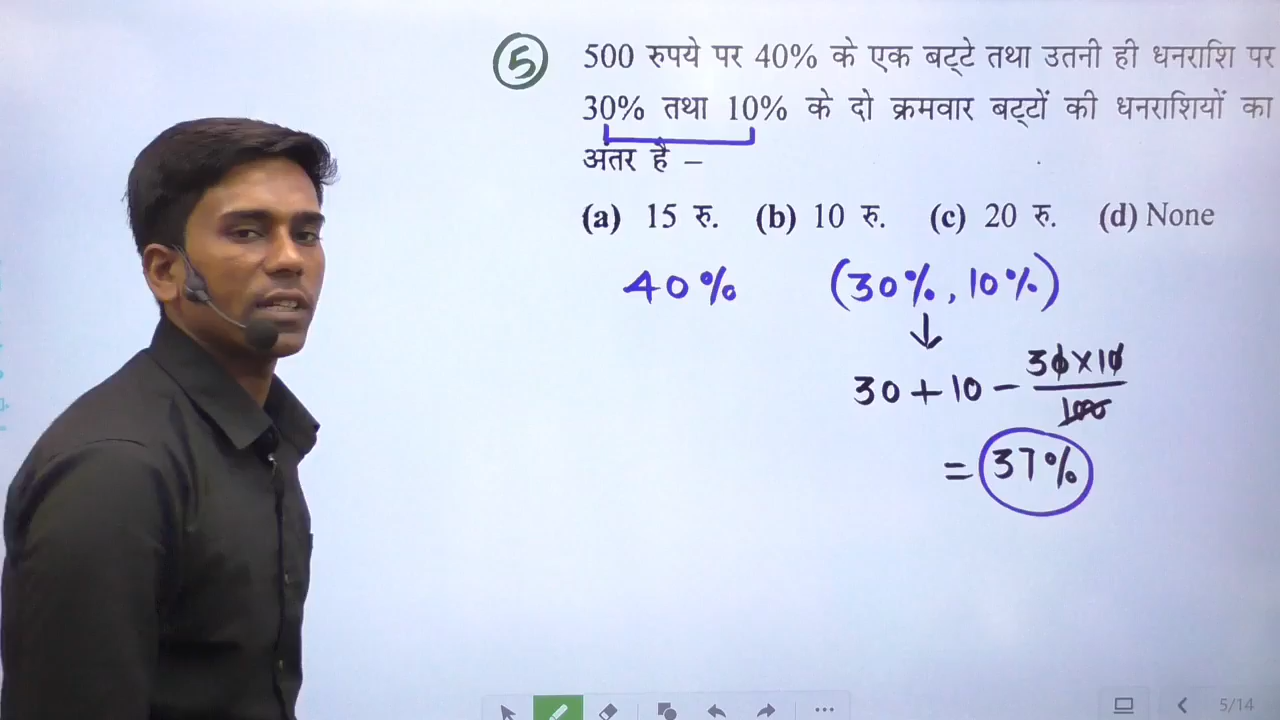 5 500 रुपये पर 40% के एक बट्टे तथा उतनी ही धनराशि पर
30% तथा 10% के दो क्रमवार बट्टों की धनराशियों का
अंतर है –
(a) 15 रु. (b) 10 रु. (c) 20 रु. (d) None
40% (30%, 10%)
↓
30 + 10 - 30×10/100
= 37%
5/14